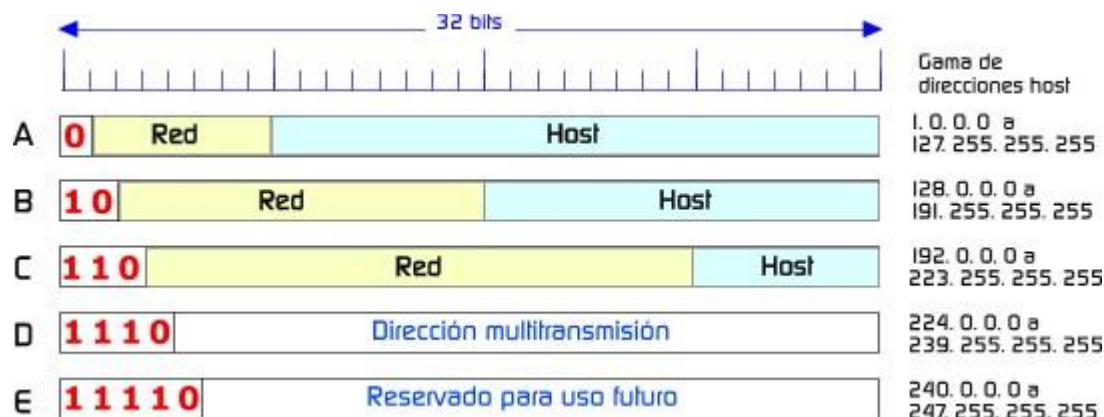 32 bits
Gama de
direcciones host
A
0
Red
Host
1. 0. 0. 0 a
127. 255. 255. 255
B
10
Red
Host
128. 0. 0. 0 a
191. 255. 255. 255
C
110
Red
Host
192. 0. 0. 0 a
223. 255. 255. 255
D
1110
Dirección multitransmisión
224. 0. 0. 0 a
239. 255. 255. 255
E
11110
Reservado para uso futuro
240. 0. 0. 0 a
247. 255. 255. 255